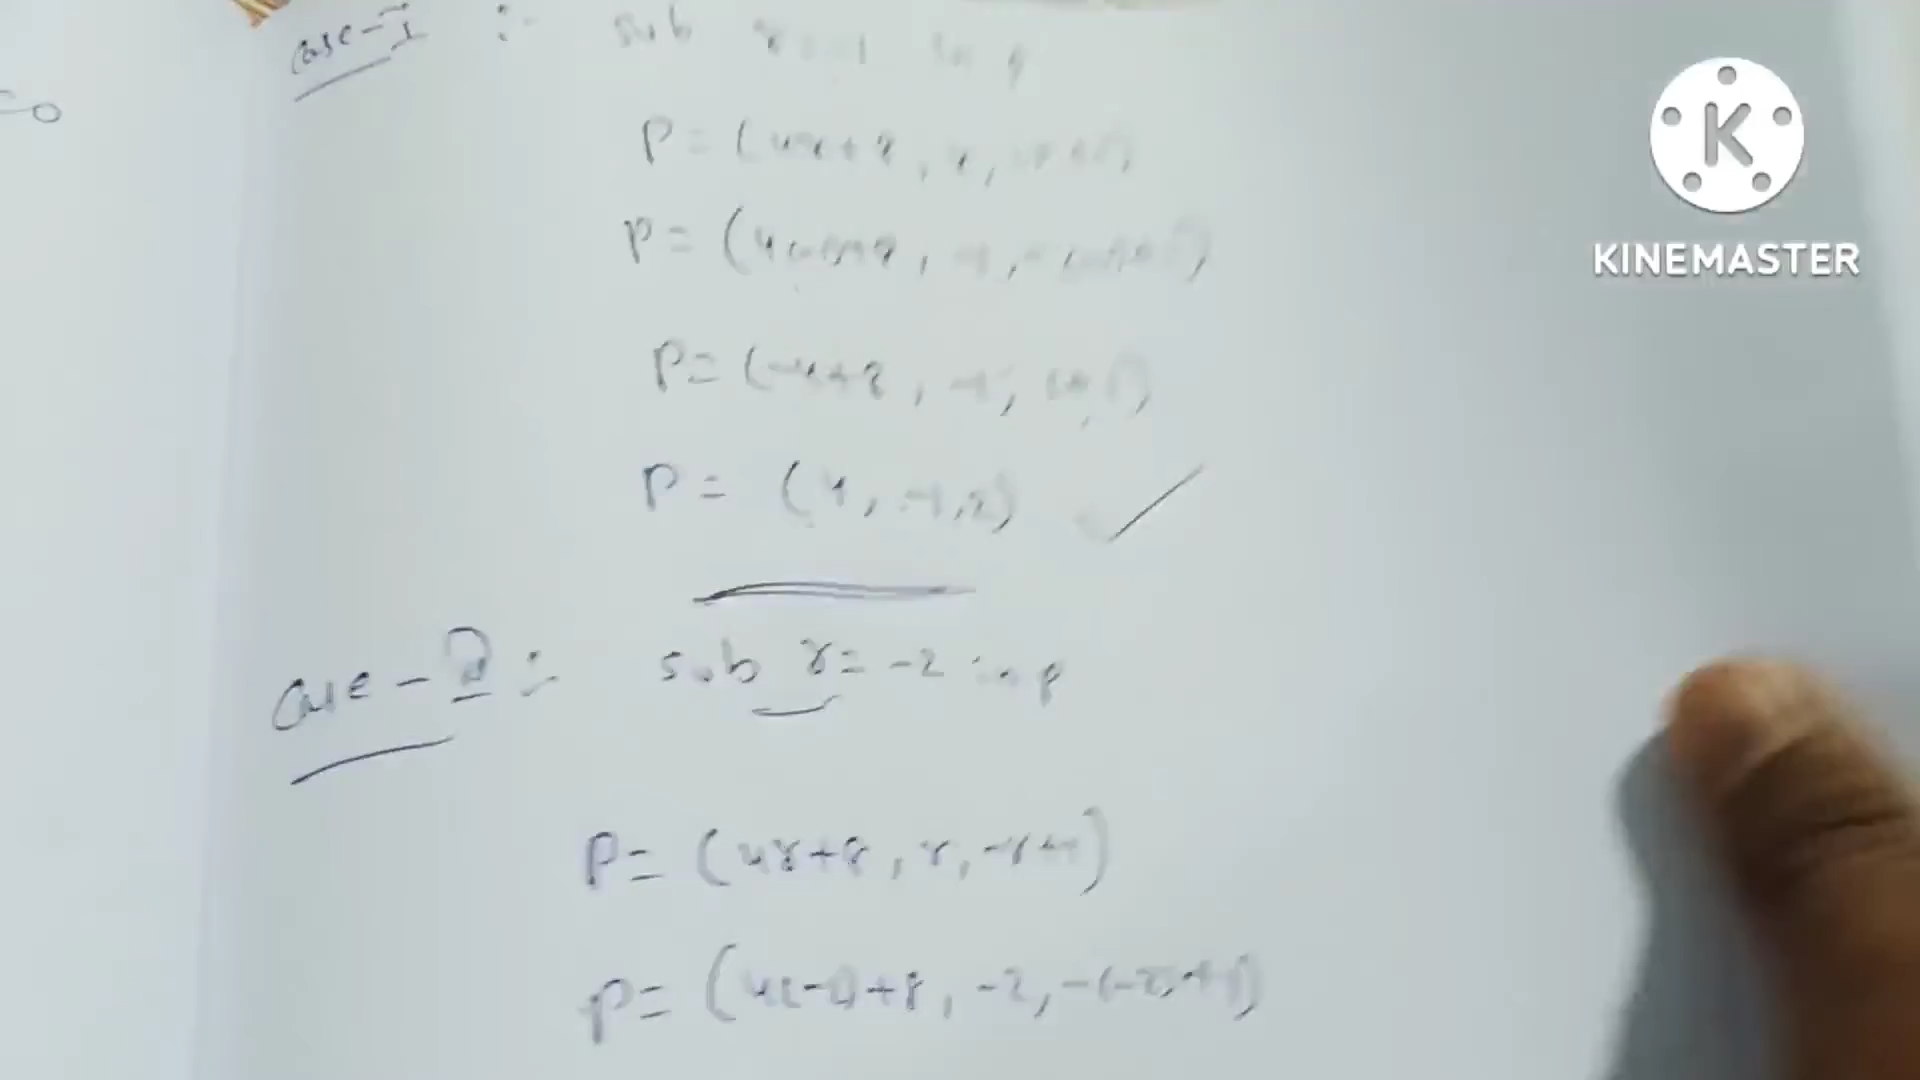 case-I :- sub r=-1 in p
P = (4r+8, r, -r+1)
P = (4(-1)+8, -1, -(-1)+1)
P = (-4+8, -1, 1+1)
P = (4, -1, 2)
case-II :- sub r= -2 in p
P = (4r+8, r, -r+1)
P = (4(-2)+8, -2, -(-2)+1)
KINEMASTER